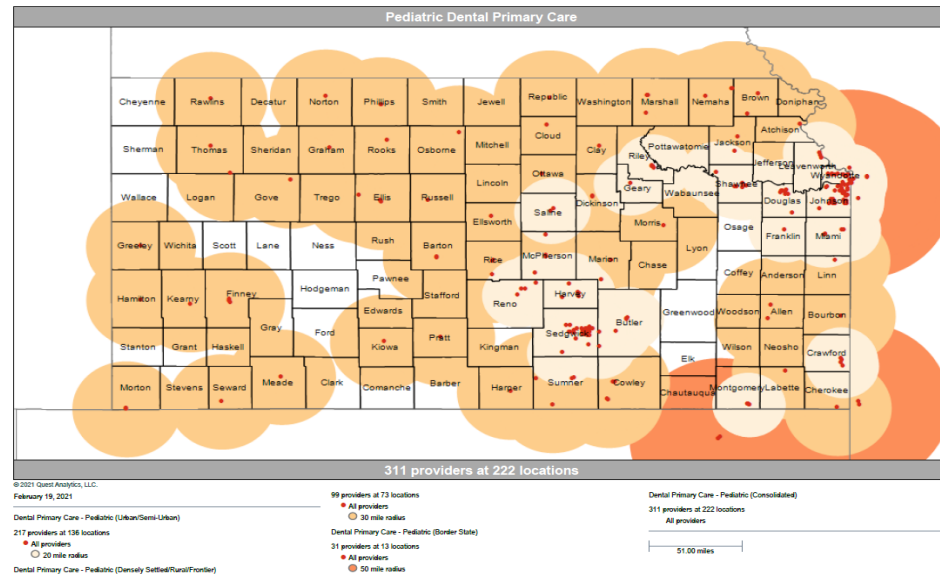 Pediatric Dental Primary Care
Cheyenne Rawlins Decatur Norton Phillips Smith Jewell Republic Washington Marshall Nemaha Brown Doniphan
Sherman Thomas Sheridan Graham Rooks Osborne Mitchell Cloud Clay Riley Pottawatomie Jackson Atchison Jefferson Leavenworth Wyandotte
Wallace Logan Gove Trego Ellis Russell Lincoln Ottawa Dickinson Geary Wabaunsee Shawnee Douglas Johnson
Greeley Wichita Scott Lane Ness Rush Barton Ellsworth Saline Morris Lyon Osage Franklin Miami
Hamilton Kearny Finney Hodgeman Pawnee Stafford Rice McPherson Marion Chase Coffey Anderson Linn
Stanton Grant Haskell Gray Ford Edwards Kiowa Pratt Reno Harvey Sedgwick Butler Greenwood Woodson Allen Bourbon
Kingman Elk Wilson Neosho Crawford
Morton Stevens Seward Meade Clark Comanche Barber Harper Sumner Cowley Chautauqua Montgomery Labette Cherokee
311 providers at 222 locations
© 2021 Quest Analytics, LLC.
February 19, 2021
Dental Primary Care - Pediatric (Urban/Semi-Urban)
217 providers at 136 locations
All providers
20 mile radius
Dental Primary Care - Pediatric (Densely Settled/Rural/Frontier)
99 providers at 73 locations
All providers
30 mile radius
Dental Primary Care - Pediatric (Border State)
31 providers at 13 locations
All providers
50 mile radius
Dental Primary Care - Pediatric (Consolidated)
311 providers at 222 locations
All providers
51.00 miles